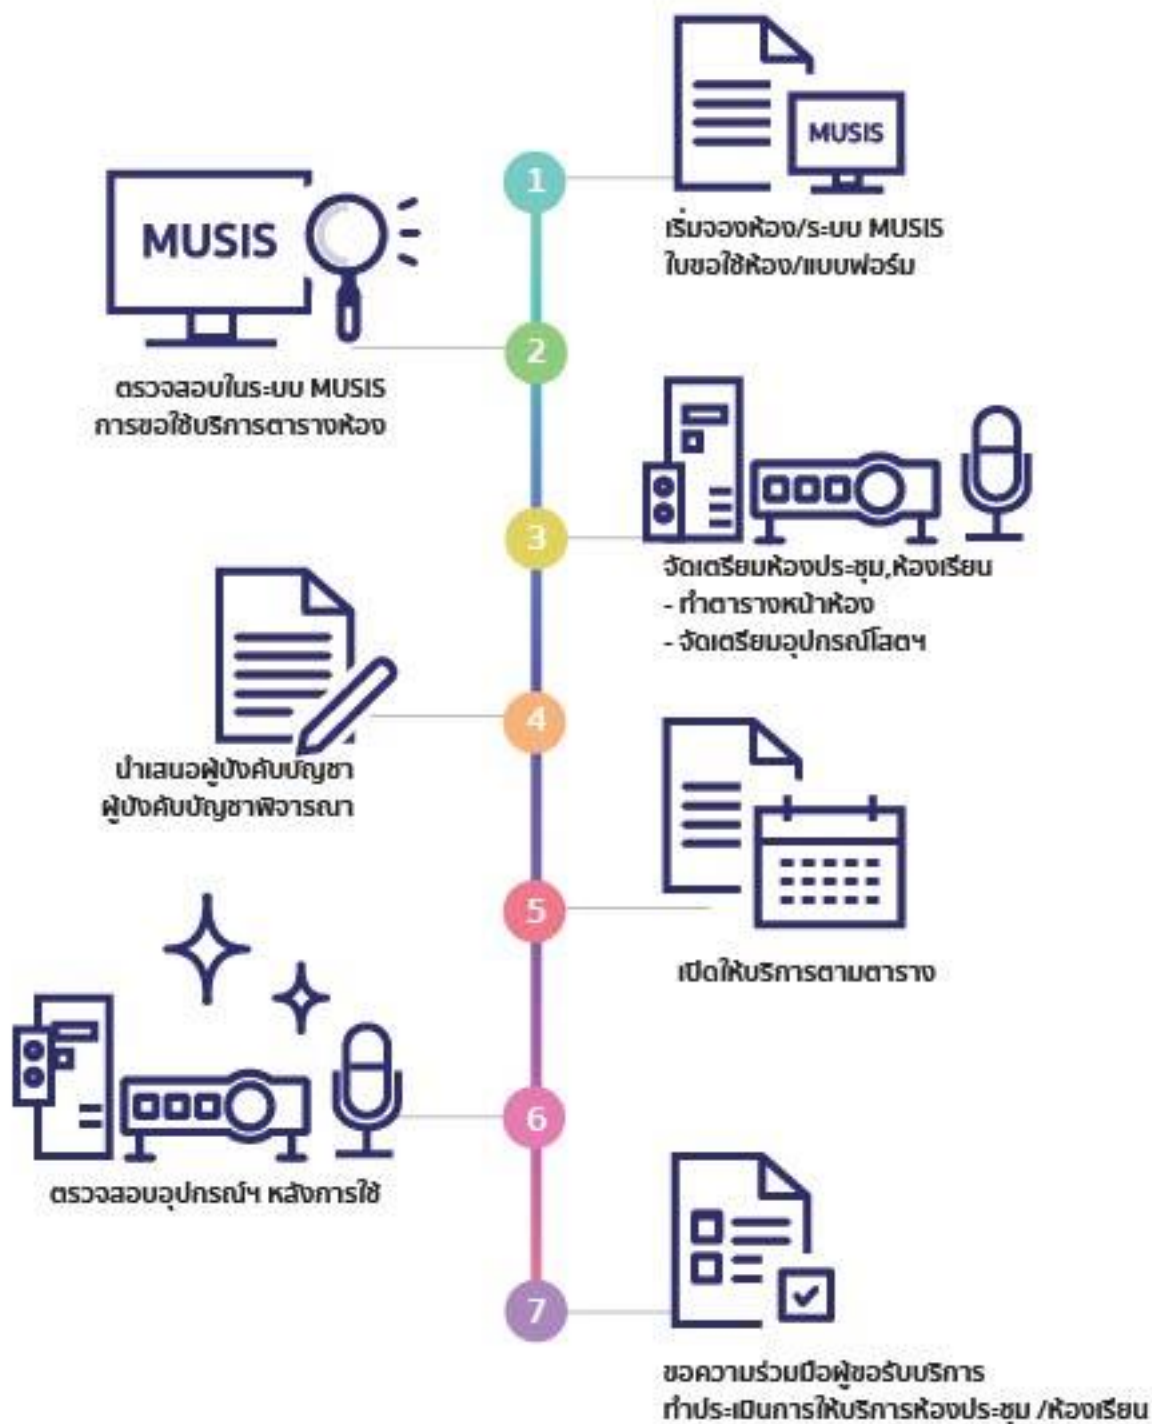 MUSIS
1
เริ่มจองห้อง/ระบบ MUSIS
ใบขอใช้ห้อง/แบบฟอร์ม
MUSIS
2
ตรวจสอบในระบบ MUSIS
การขอใช้บริการตารางห้อง
3
จัดเตรียมห้องประชุม,ห้องเรียน
- ทำตารางหน้าห้อง
- จัดเตรียมอุปกรณ์โสตฯ
4
นำเสนอผู้บังคับบัญชา
ผู้บังคับบัญชาพิจารณา
5
เปิดให้บริการตามตาราง
6
ตรวจสอบอุปกรณ์ฯ หลังการใช้
7
ขอความร่วมมือผู้ขอรับบริการ
ทำประเมินการให้บริการห้องประชุม /ห้องเรียน